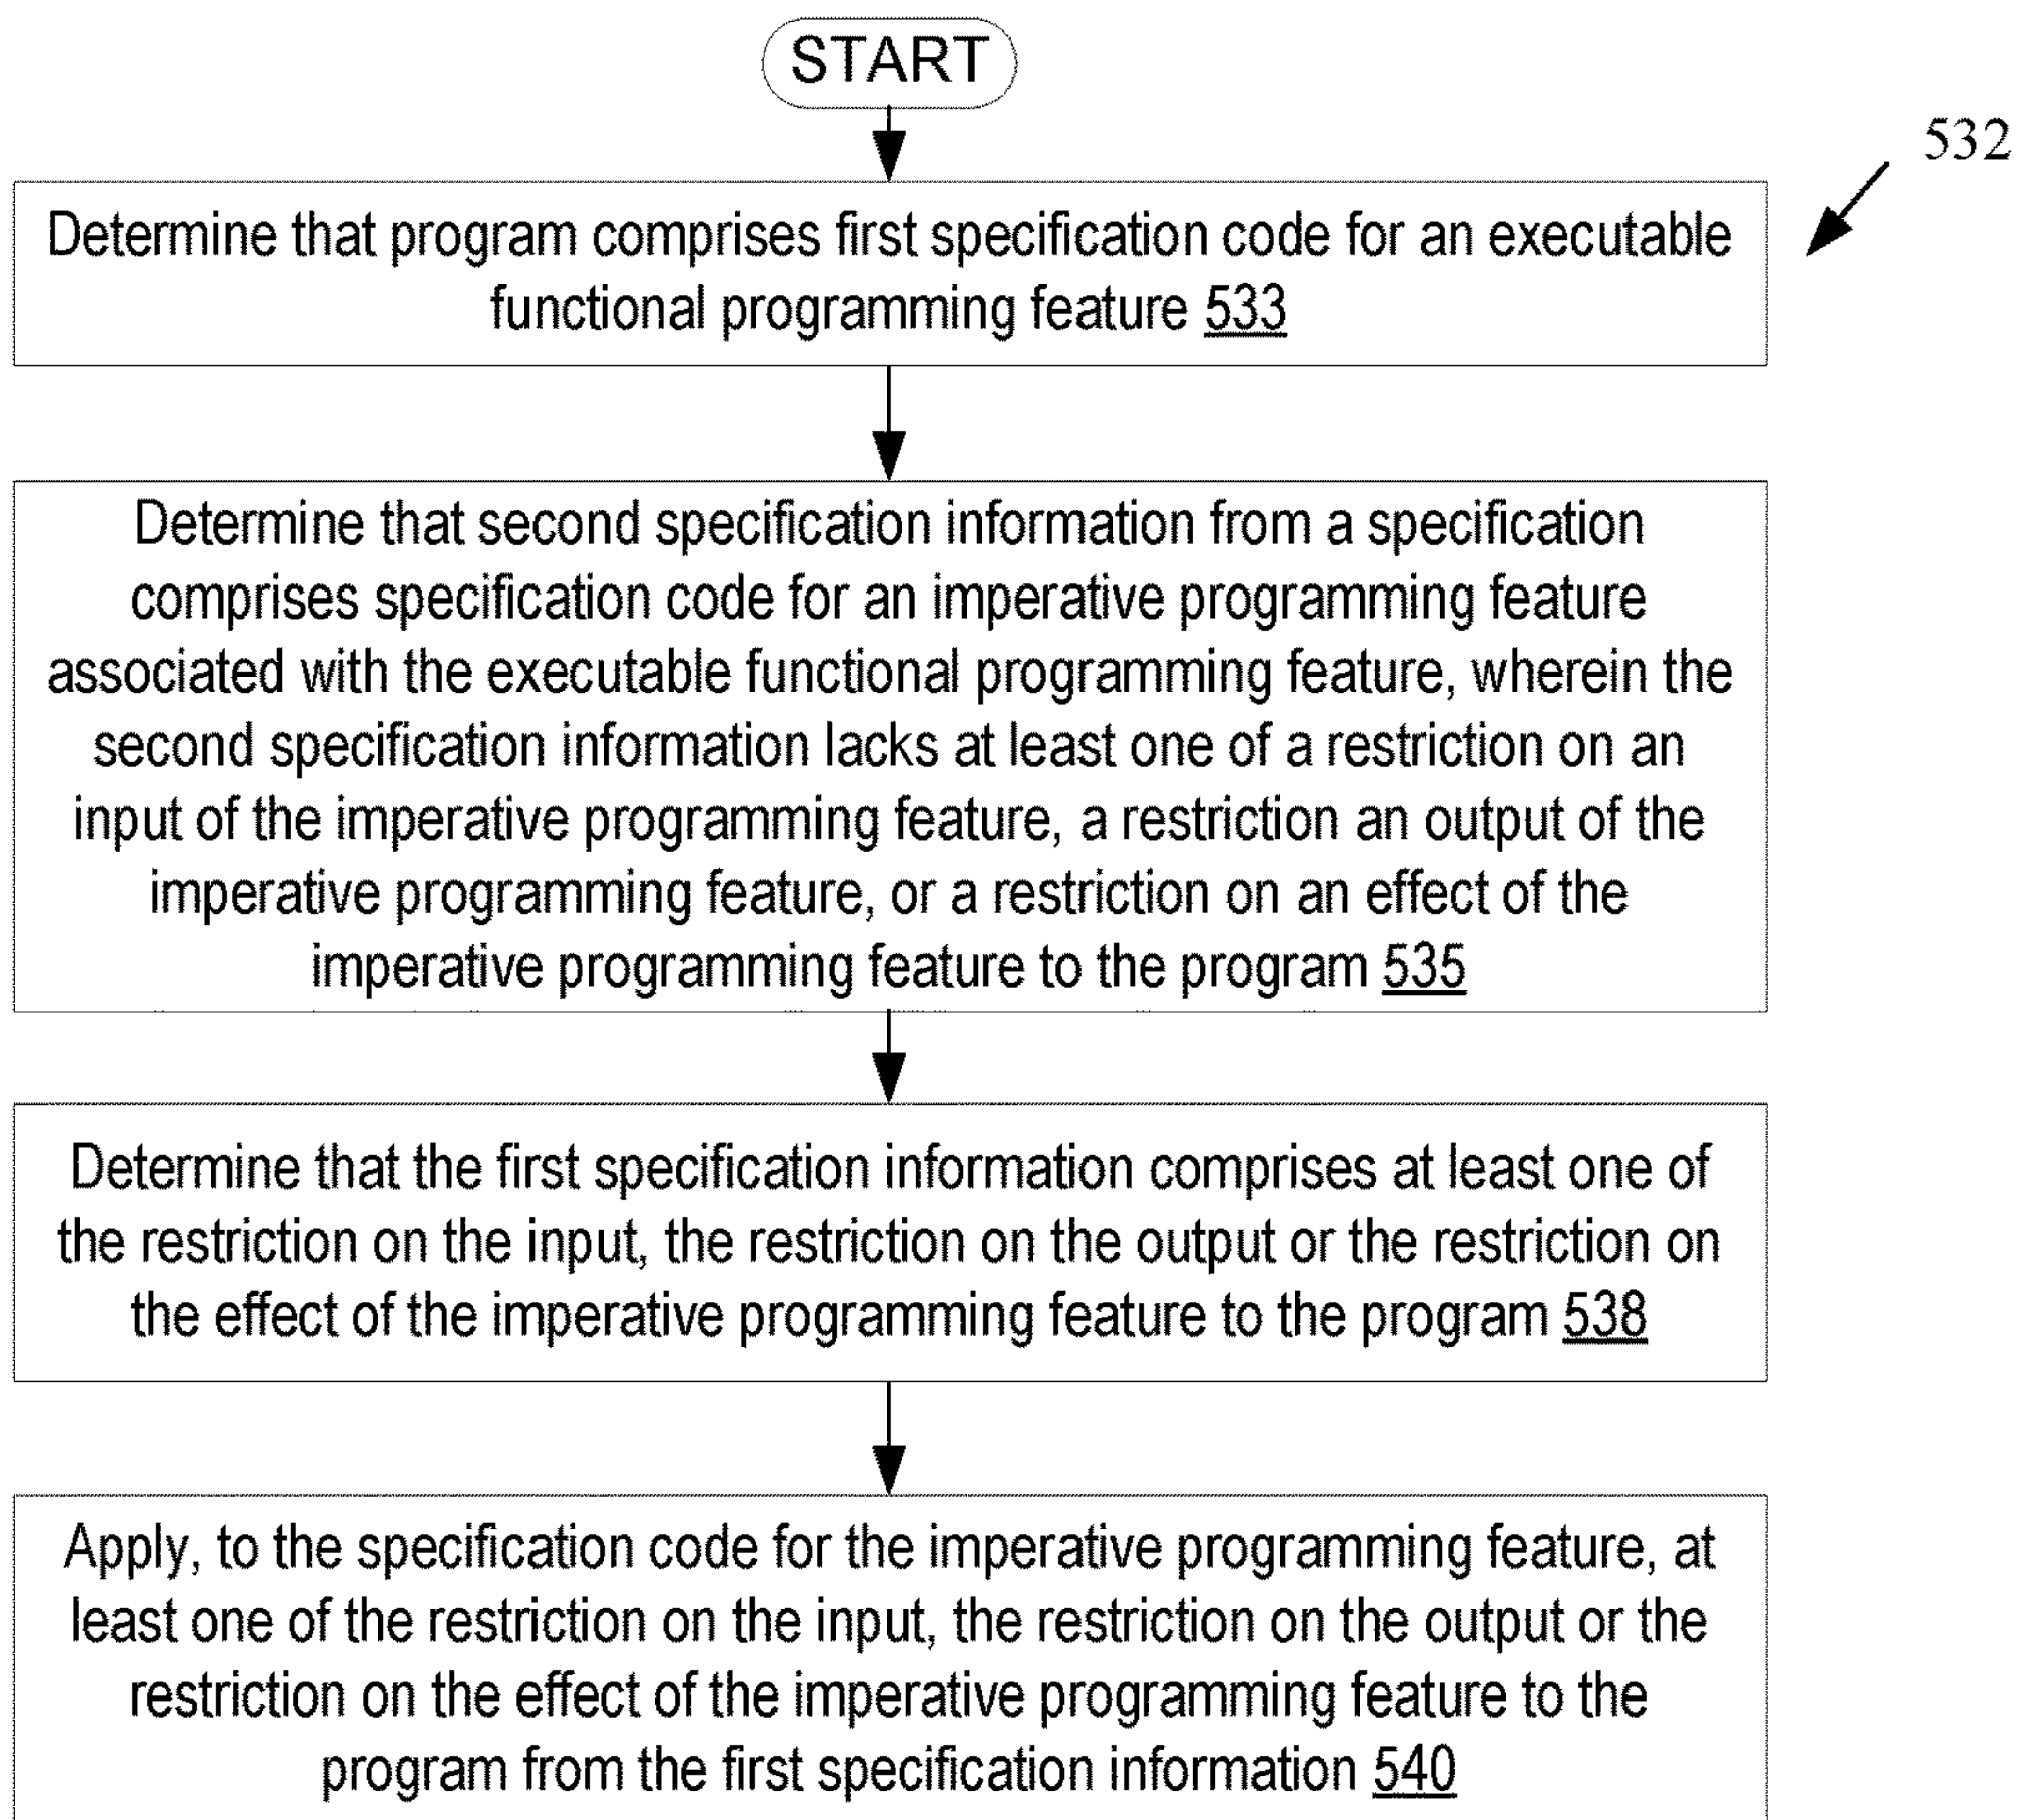 START
532
Determine that program comprises first specification code for an executable
functional programming feature 533
Determine that second specification information from a specification
comprises specification code for an imperative programming feature
associated with the executable functional programming feature, wherein the
second specification information lacks at least one of a restriction on an
input of the imperative programming feature, a restriction an output of the
imperative programming feature, or a restriction on an effect of the
imperative programming feature to the program 535
Determine that the first specification information comprises at least one of
the restriction on the input, the restriction on the output or the restriction on
the effect of the imperative programming feature to the program 538
Apply, to the specification code for the imperative programming feature, at
least one of the restriction on the input, the restriction on the output or the
restriction on the effect of the imperative programming feature to the
program from the first specification information 540